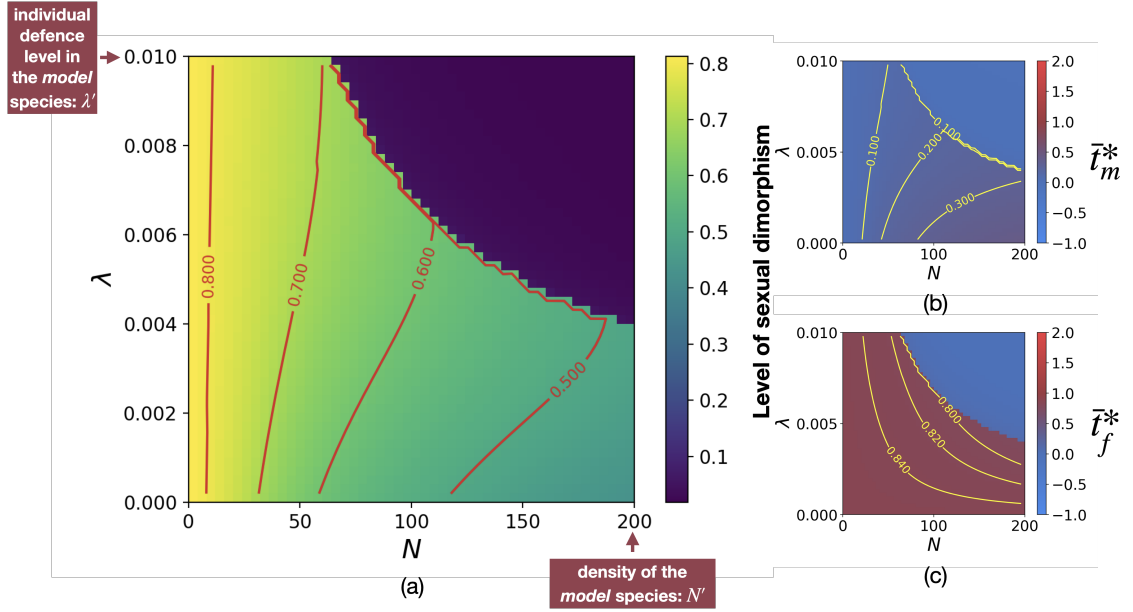 individual
defence
level in
the model
species: λ′
0.010
0.008
0.006
0.004
0.002
0.000
λ
0.800
0.700
0.600
0.500
0
50
100
150
200
N
(a)
0.8
0.7
0.6
0.5
0.4
0.3
0.2
0.1
Level of sexual dimorphism
density of the
model species: N′
0.010
0.005
0.000
λ
0.100
0.200
0.100
0.300
0
100
200
N
(b)
2.0
1.5
1.0
0.5
0.0
−0.5
−1.0
t̄*m
0.010
0.005
0.000
λ
0.800
0.820
0.840
0
100
200
N
(c)
2.0
1.5
1.0
0.5
0.0
−0.5
−1.0
t̄*f